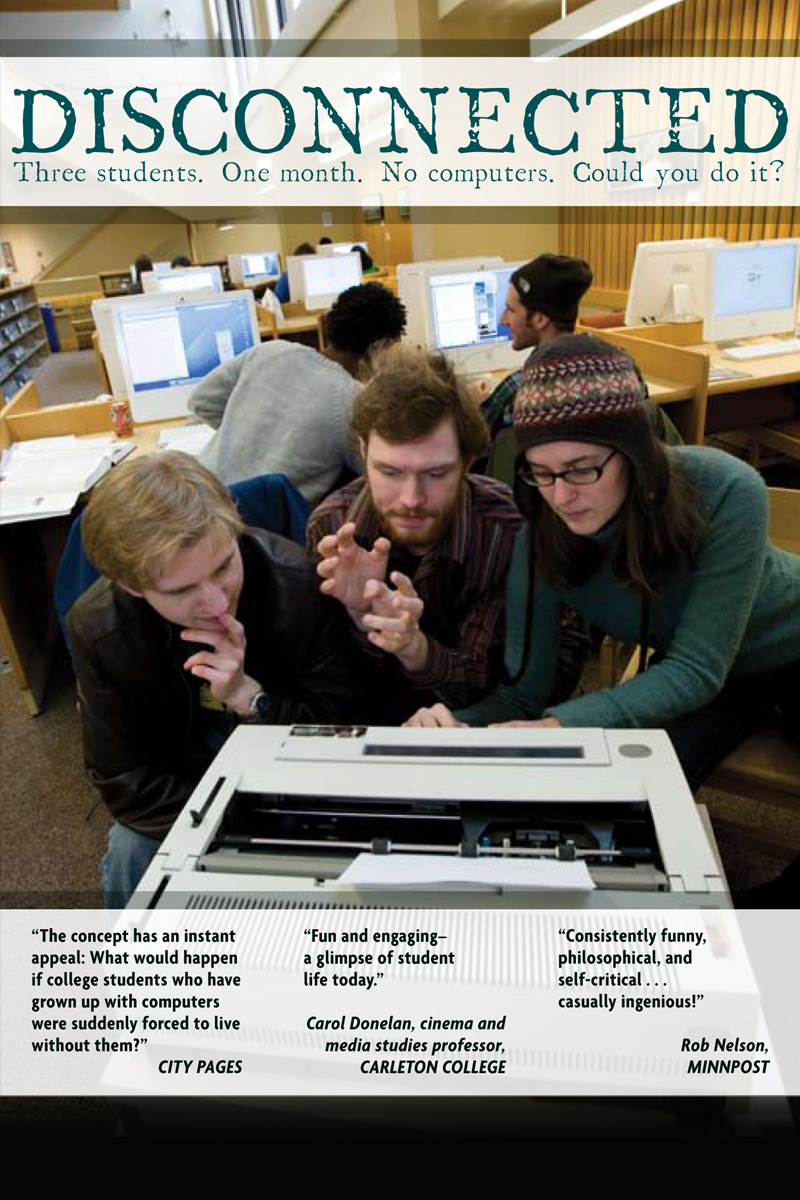 DISCONNECTED
Three students. One month. No computers. Could you do it?
“The concept has an instant
appeal: What would happen
if college students who have
grown up with computers
were suddenly forced to live
without them?”
CITY PAGES
“Fun and engaging–
a glimpse of student
life today.”
Carol Donelan, cinema and
media studies professor,
CARLETON COLLEGE
“Consistently funny,
philosophical, and
self-critical . . .
casually ingenious!”
Rob Nelson,
MINNPOST